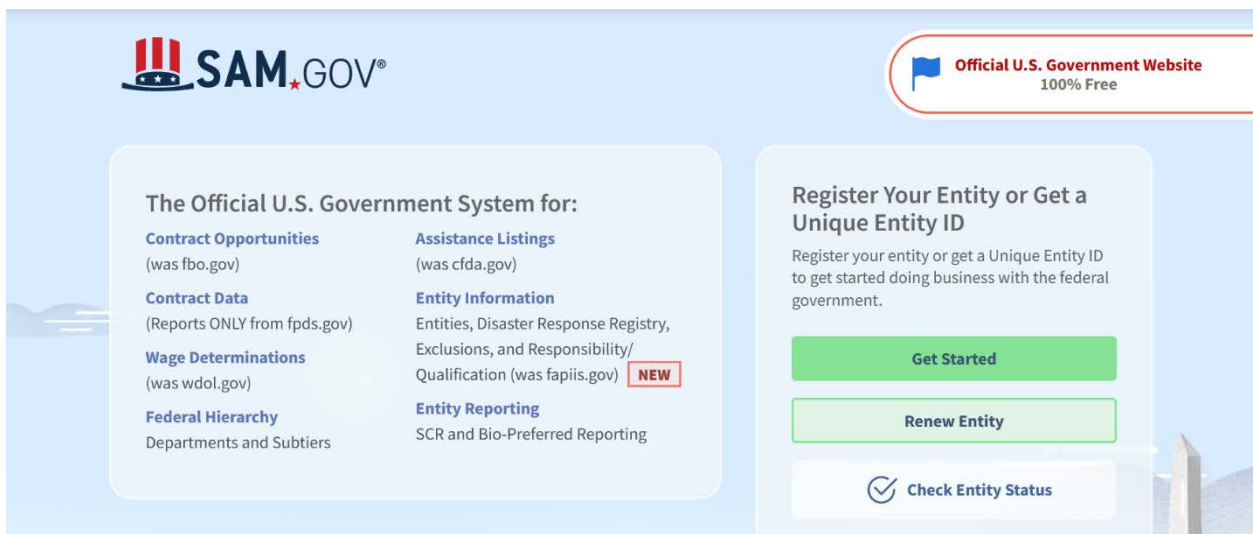 SAM.GOV®
Official U.S. Government Website
100% Free
The Official U.S. Government System for:
Contract Opportunities
(was fbo.gov)
Contract Data
(Reports ONLY from fpds.gov)
Wage Determinations
(was wdol.gov)
Federal Hierarchy
Departments and Subtiers
Assistance Listings
(was cfda.gov)
Entity Information
Entities, Disaster Response Registry,
Exclusions, and Responsibility/
Qualification (was fapiis.gov) NEW
Entity Reporting
SCR and Bio-Preferred Reporting
Register Your Entity or Get a
Unique Entity ID
Register your entity or get a Unique Entity ID
to get started doing business with the federal
government.
Get Started
Renew Entity
Check Entity Status